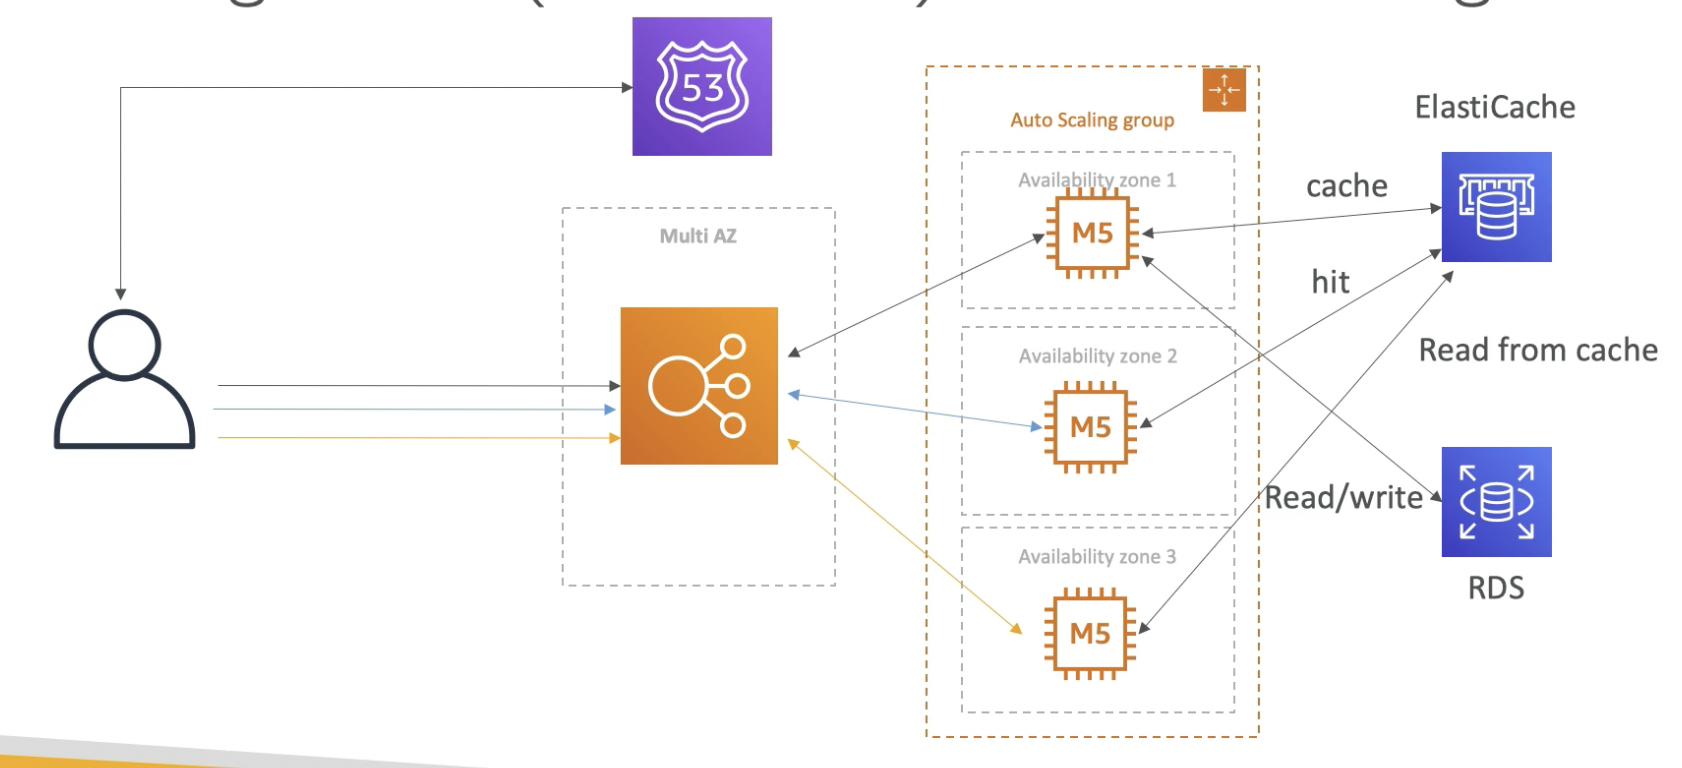 53
Auto Scaling group
ElastiCache
Availability zone 1
cache
M5
Multi AZ
hit
Availability zone 2
Read from cache
M5
Read/write
Availability zone 3
RDS
M5